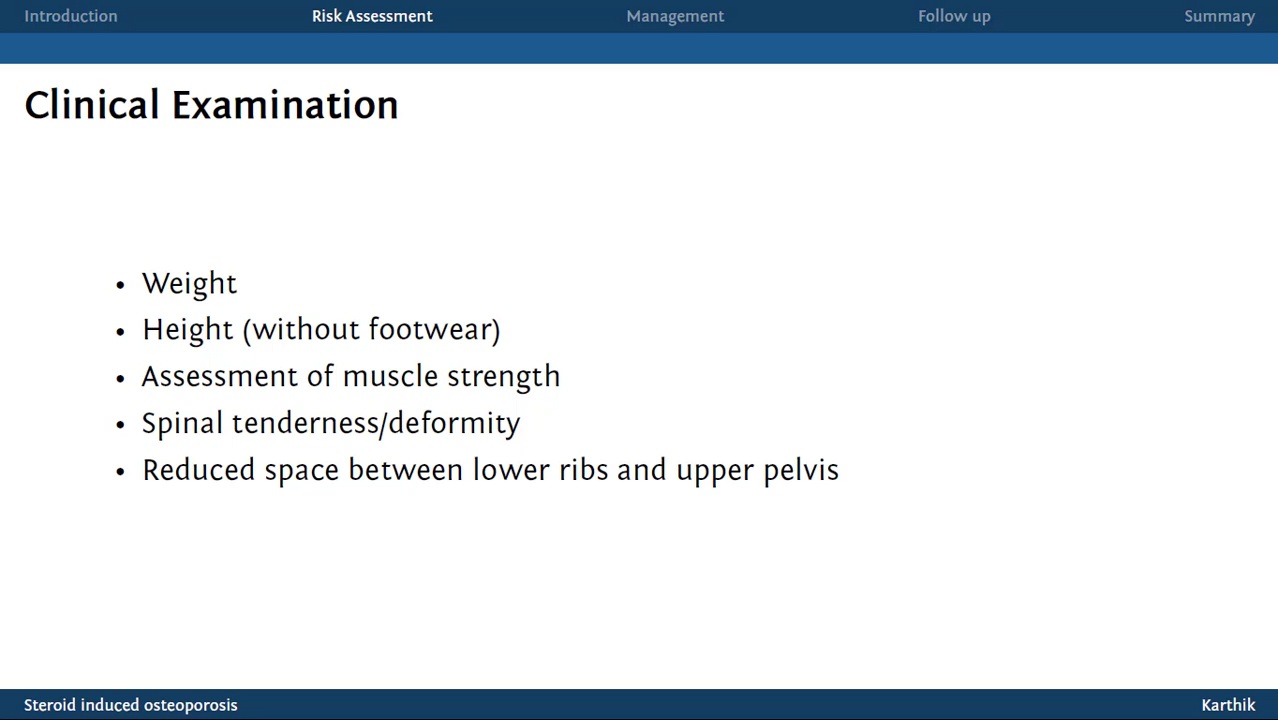 Introduction Risk Assessment Management Follow up Summary
Clinical Examination
• Weight
• Height (without footwear)
• Assessment of muscle strength
• Spinal tenderness/deformity
• Reduced space between lower ribs and upper pelvis
Steroid induced osteoporosis Karthik